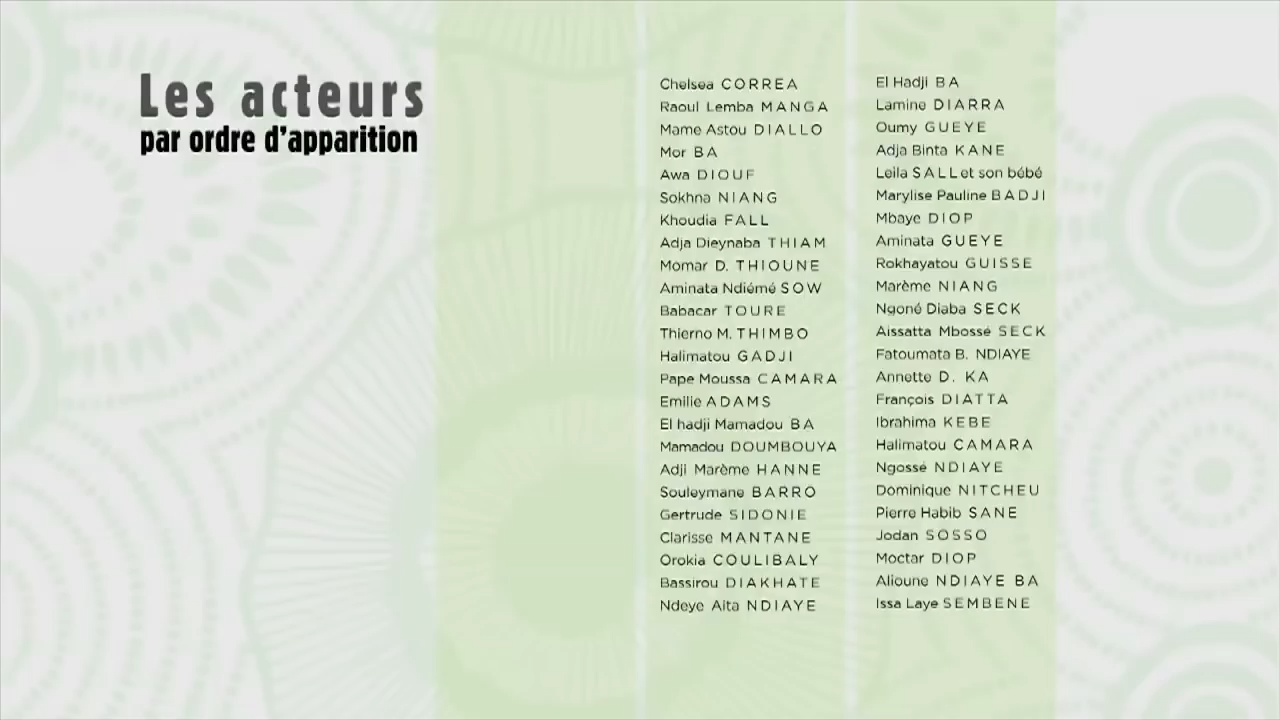 Les acteurs
par ordre d'apparition
Chelsea CORREA
Raoul Lemba MANGA
Mame Astou DIALLO
Mor BA
Awa DIOUF
Sokhna NIANG
Khoudia FALL
Adja Dieynaba THIAM
Momar D. THIOUNE
Aminata Ndiémé SOW
Babacar TOURE
Thierno M. THIMBO
Halimatou GADJI
Pape Moussa CAMARA
Emilie ADAMS
El hadji Mamadou BA
Mamadou DOUMBOUYA
Adji Marème HANNE
Souleymane BARRO
Gertrude SIDONIE
Clarisse MANTANE
Orokia COULIBALY
Bassirou DIAKHATE
Ndeye Aita NDIAYE
El Hadji BA
Lamine DIARRA
Oumy GUEYE
Adja Binta KANE
Leila SALL et son bébé
Marylise Pauline BADJI
Mbaye DIOP
Aminata GUEYE
Rokhayatou GUISSE
Marème NIANG
Ngoné Diaba SECK
Aissatta Mbossé SECK
Fatoumata B. NDIAYE
Annette D. KA
François DIATTA
Ibrahima KEBE
Halimatou CAMARA
Ngossé NDIAYE
Dominique NITCHEU
Pierre Habib SANE
Jodan SOSSO
Moctar DIOP
Alioune NDIAYE BA
Issa Laye SEMBENE